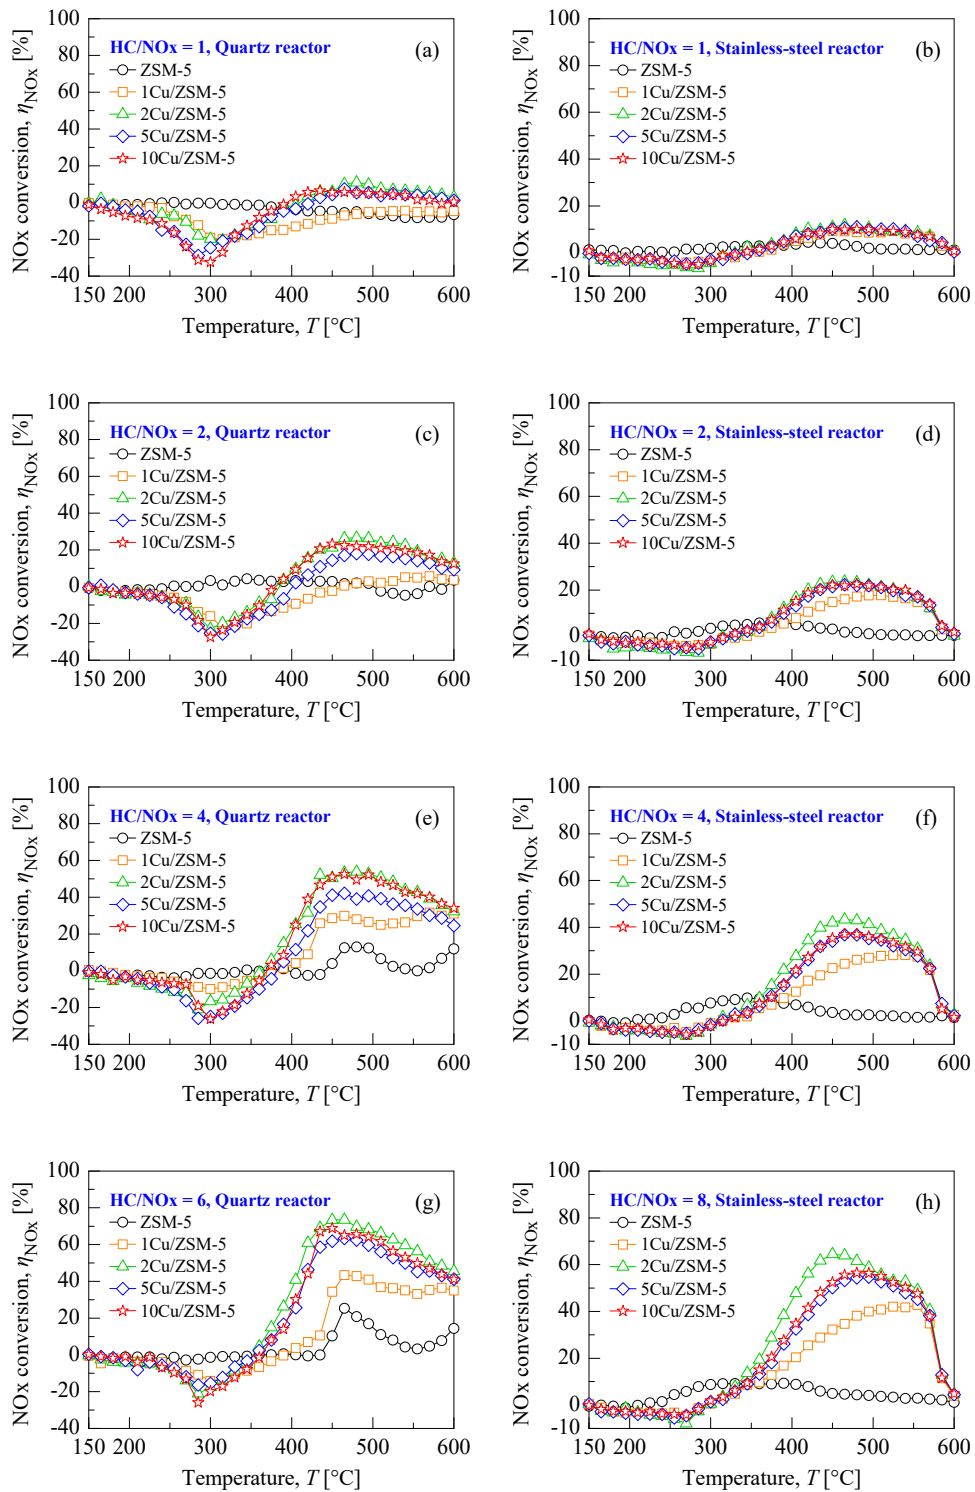 100
80
60
40
20
0
-20
-40
NOx conversion, ηNOx [%]
HC/NOx = 1, Quartz reactor
(a)
ZSM-5
1Cu/ZSM-5
2Cu/ZSM-5
5Cu/ZSM-5
10Cu/ZSM-5
150 200 300 400 500 600
Temperature, T [°C]
100
80
60
40
20
0
-10
NOx conversion, ηNOx [%]
HC/NOx = 1, Stainless-steel reactor
(b)
ZSM-5
1Cu/ZSM-5
2Cu/ZSM-5
5Cu/ZSM-5
10Cu/ZSM-5
150 200 300 400 500 600
Temperature, T [°C]
100
80
60
40
20
0
-20
-40
NOx conversion, ηNOx [%]
HC/NOx = 2, Quartz reactor
(c)
ZSM-5
1Cu/ZSM-5
2Cu/ZSM-5
5Cu/ZSM-5
10Cu/ZSM-5
150 200 300 400 500 600
Temperature, T [°C]
100
80
60
40
20
0
-10
NOx conversion, ηNOx [%]
HC/NOx = 2, Stainless-steel reactor
(d)
ZSM-5
1Cu/ZSM-5
2Cu/ZSM-5
5Cu/ZSM-5
10Cu/ZSM-5
150 200 300 400 500 600
Temperature, T [°C]
100
80
60
40
20
0
-20
-40
NOx conversion, ηNOx [%]
HC/NOx = 4, Quartz reactor
(e)
ZSM-5
1Cu/ZSM-5
2Cu/ZSM-5
5Cu/ZSM-5
10Cu/ZSM-5
150 200 300 400 500 600
Temperature, T [°C]
100
80
60
40
20
0
-10
NOx conversion, ηNOx [%]
HC/NOx = 4, Stainless-steel reactor
(f)
ZSM-5
1Cu/ZSM-5
2Cu/ZSM-5
5Cu/ZSM-5
10Cu/ZSM-5
150 200 300 400 500 600
Temperature, T [°C]
100
80
60
40
20
0
-20
-40
NOx conversion, ηNOx [%]
HC/NOx = 6, Quartz reactor
(g)
ZSM-5
1Cu/ZSM-5
2Cu/ZSM-5
5Cu/ZSM-5
10Cu/ZSM-5
150 200 300 400 500 600
Temperature, T [°C]
100
80
60
40
20
0
-10
NOx conversion, ηNOx [%]
HC/NOx = 8, Stainless-steel reactor
(h)
ZSM-5
1Cu/ZSM-5
2Cu/ZSM-5
5Cu/ZSM-5
10Cu/ZSM-5
150 200 300 400 500 600
Temperature, T [°C]